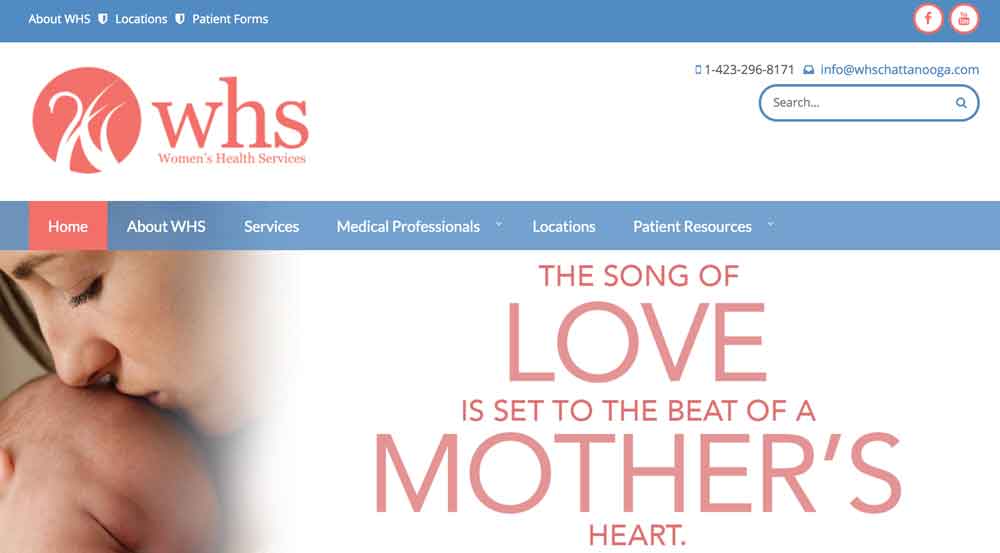 About WHS Locations Patient Forms
1-423-296-8171 info@whschattanooga.com
Search...
whs
Women's Health Services
Home About WHS Services Medical Professionals Locations Patient Resources
THE SONG OF
LOVE
IS SET TO THE BEAT OF A
MOTHER'S
HEART.